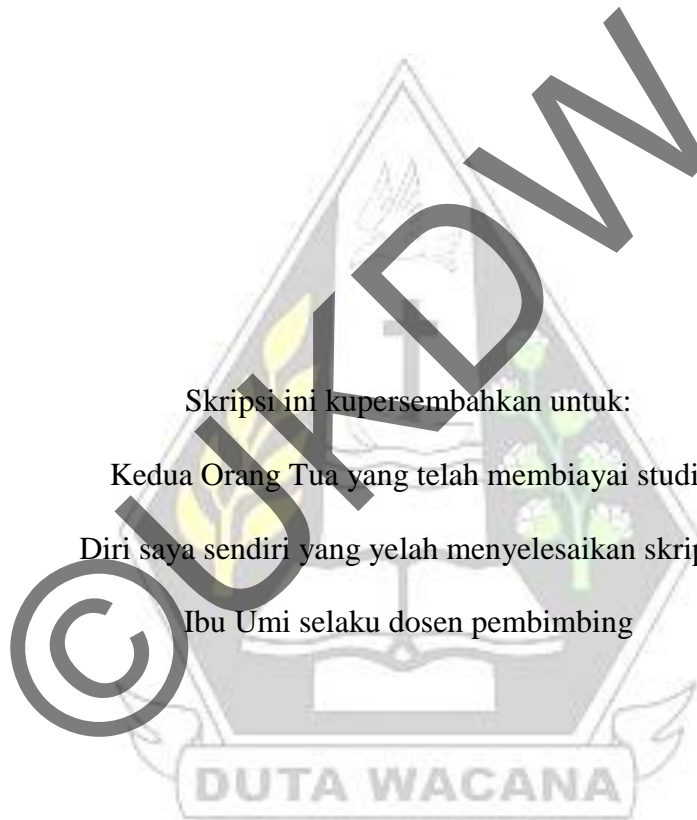 © UKDW
Skripsi ini kupersembahkan untuk:
Kedua Orang Tua yang telah membiayai studi
Diri saya sendiri yang yelah menyelesaikan skrip
Ibu Umi selaku dosen pembimbing
DUTA WACANA